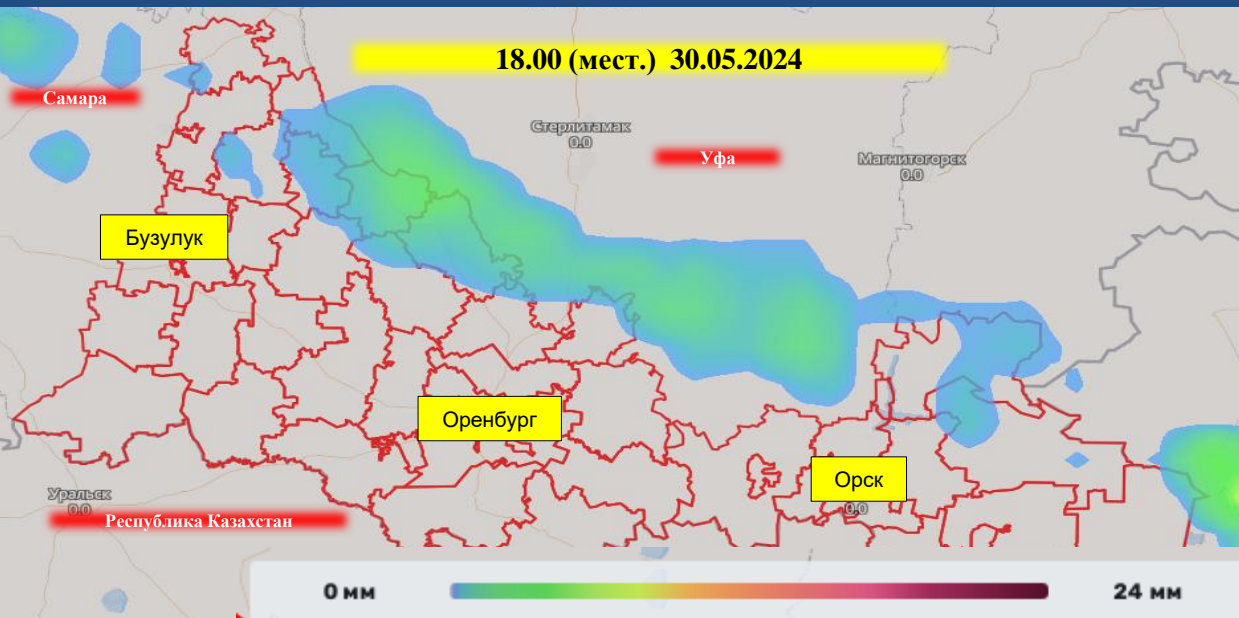 18.00 (мест.) 30.05.2024
Самара
Стерлитамак
0.0
Уфа
Магнитогорск
0.0
Бузулук
Оренбург
Орск
0.0
Уральск
0.0
Республика Казахстан
0 мм
24 мм